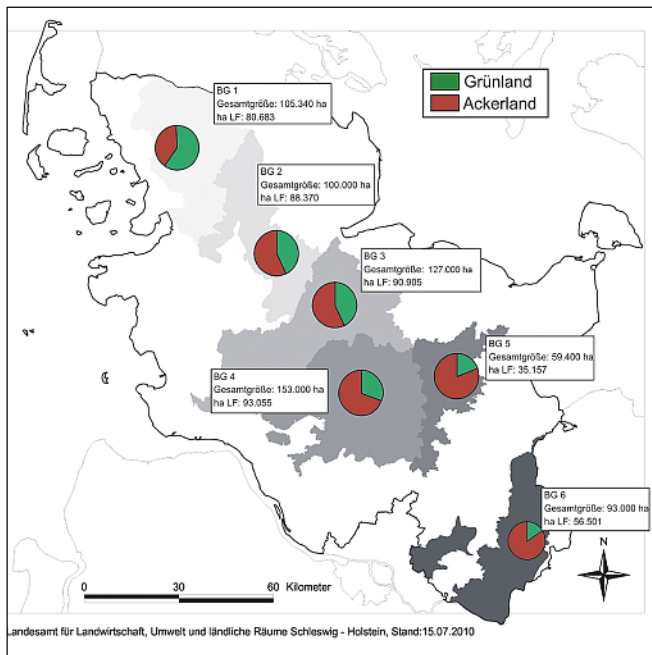 Grünland
Ackerland
BG 1
Gesamtgröße: 105.340 ha
ha LF: 80.683
BG 2
Gesamtgröße: 100.000 ha
ha LF: 88.370
BG 3
Gesamtgröße: 127.000 ha
ha LF: 90.905
BG 5
Gesamtgröße: 59.400 ha
ha LF: 35.157
BG 4
Gesamtgröße: 153.000 ha
ha LF: 93.055
BG 6
Gesamtgröße: 93.000 ha
ha LF: 56.501
N
0 30 60 Kilometer
Landesamt für Landwirtschaft, Umwelt und ländliche Räume Schleswig - Holstein, Stand:15.07.2010